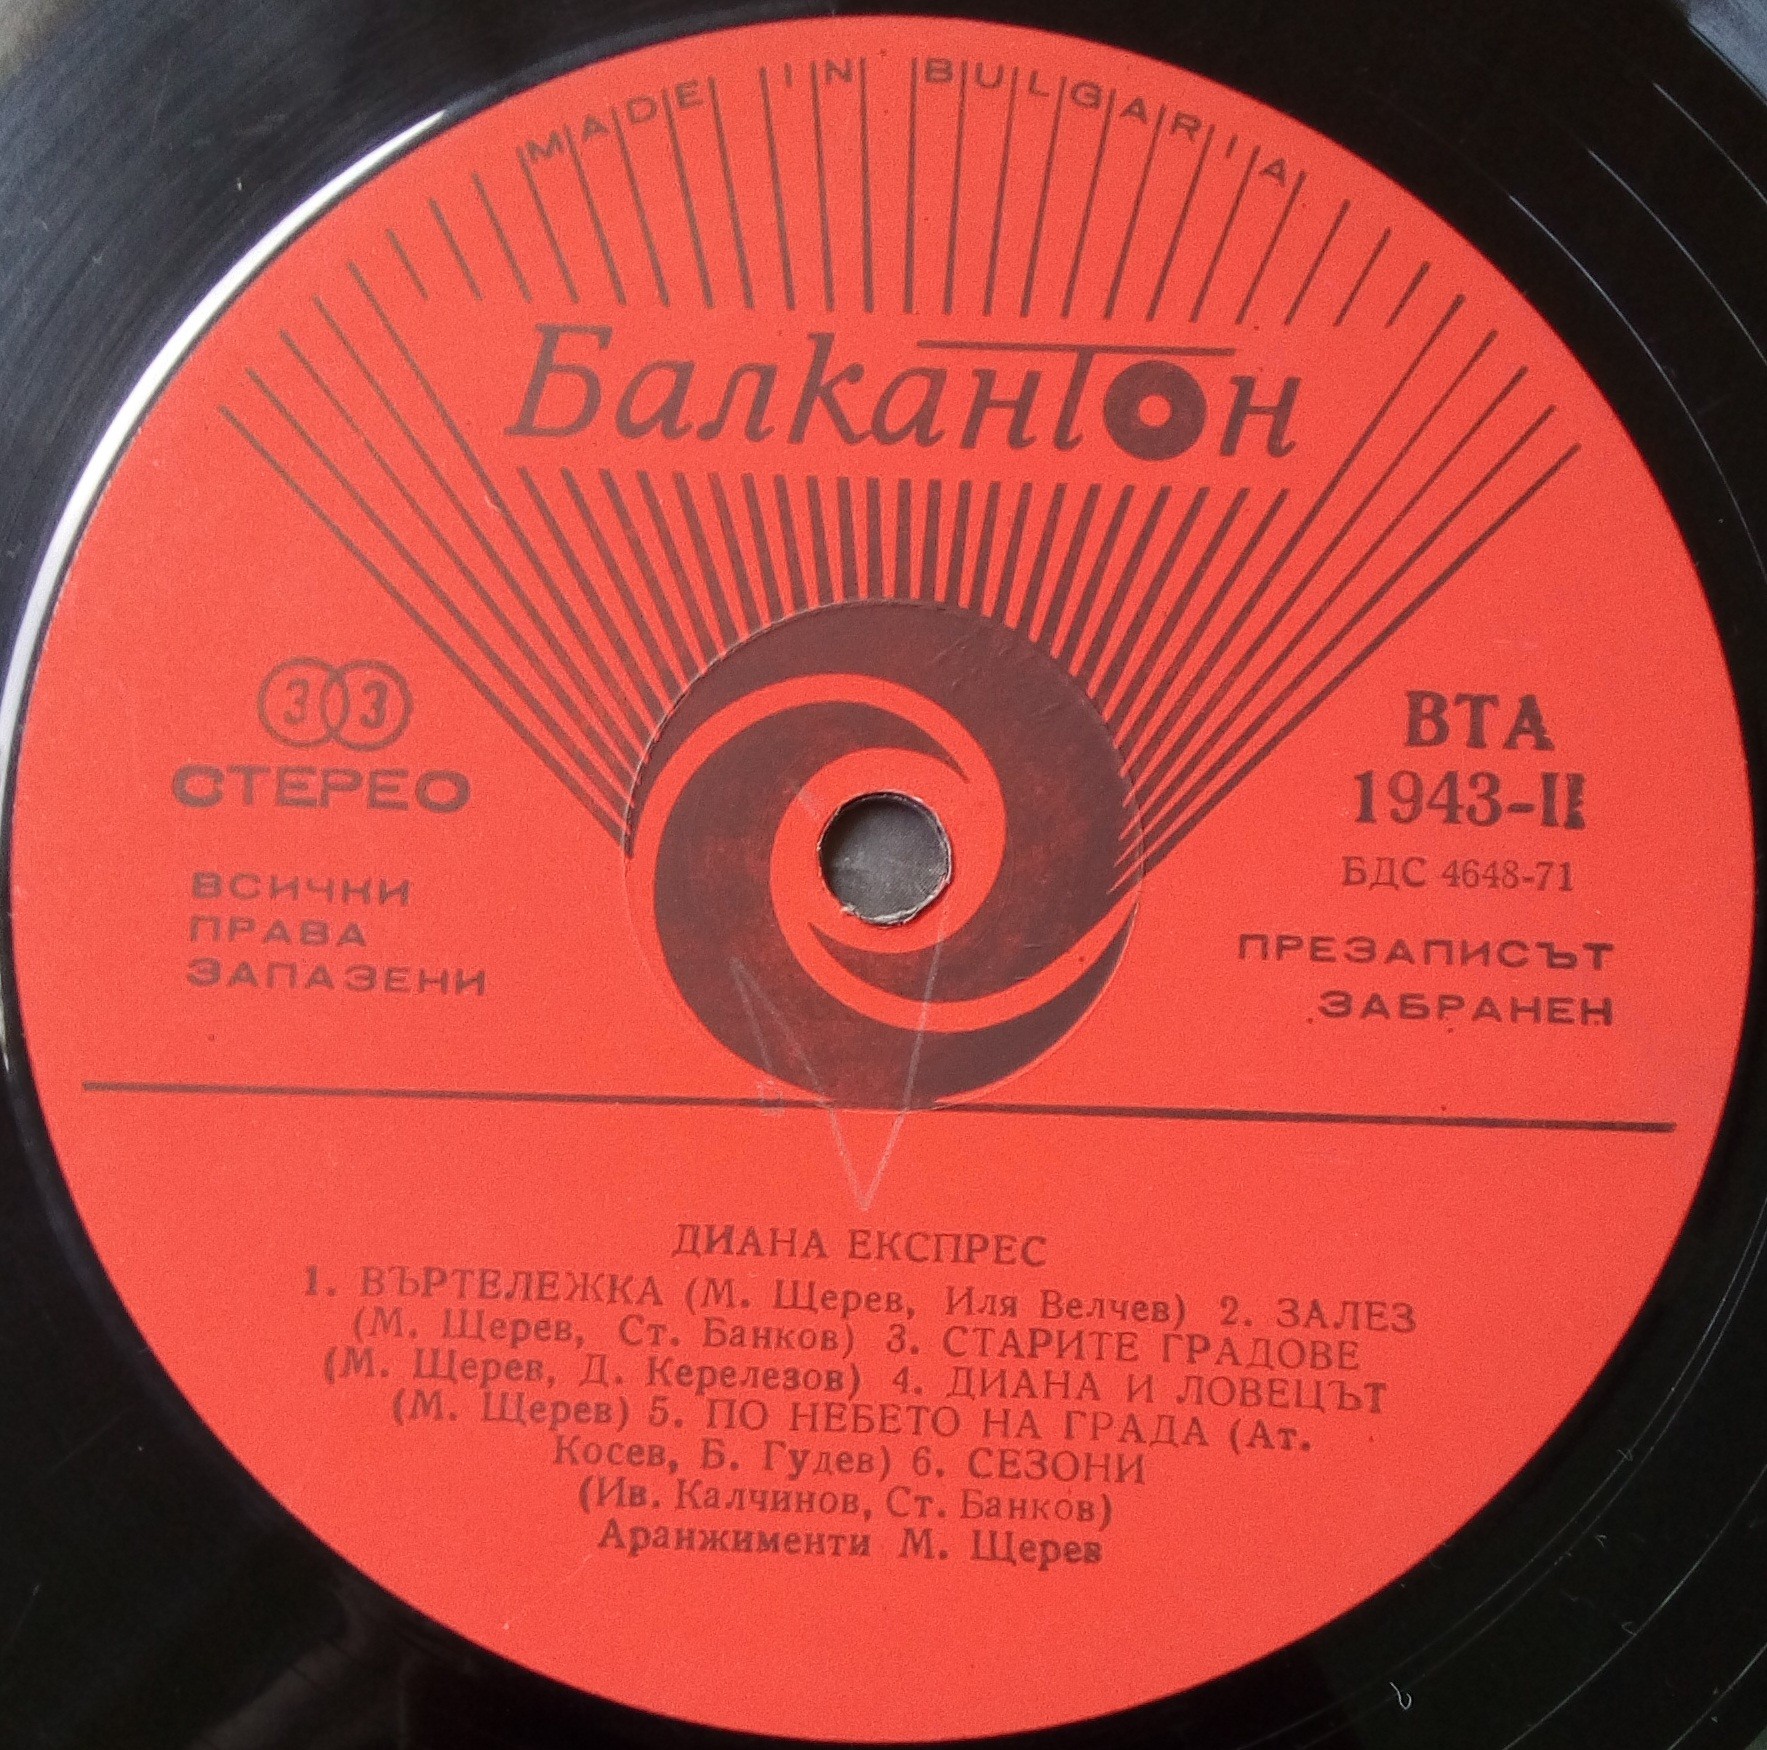 MADE IN BULGARIA
Балкантон
33
СТЕРЕО
ВСИЧКИ
ПРАВА
ЗАПАЗЕНИ
ВТА
1943-II
БДС 4648-71
ПРЕЗАПИСЪТ
ЗАБРАНЕН
ДИАНА ЕКСПРЕС
1. ВЪРТЕЛЕЖКА (М. Щерев, Иля Велчев) 2. ЗАЛЕЗ
(М. Щерев, Ст. Банков) 3. СТАРИТЕ ГРАДОВЕ
(М. Щерев, Д. Керелезов) 4. ДИАНА И ЛОВЕЦЪТ
(М. Щерев) 5. ПО НЕБЕТО НА ГРАДА (Ат.
Косев, Б. Гудев) 6. СЕЗОНИ
(Ив. Калчинов, Ст. Банков)
Аранжименти М. Щерев